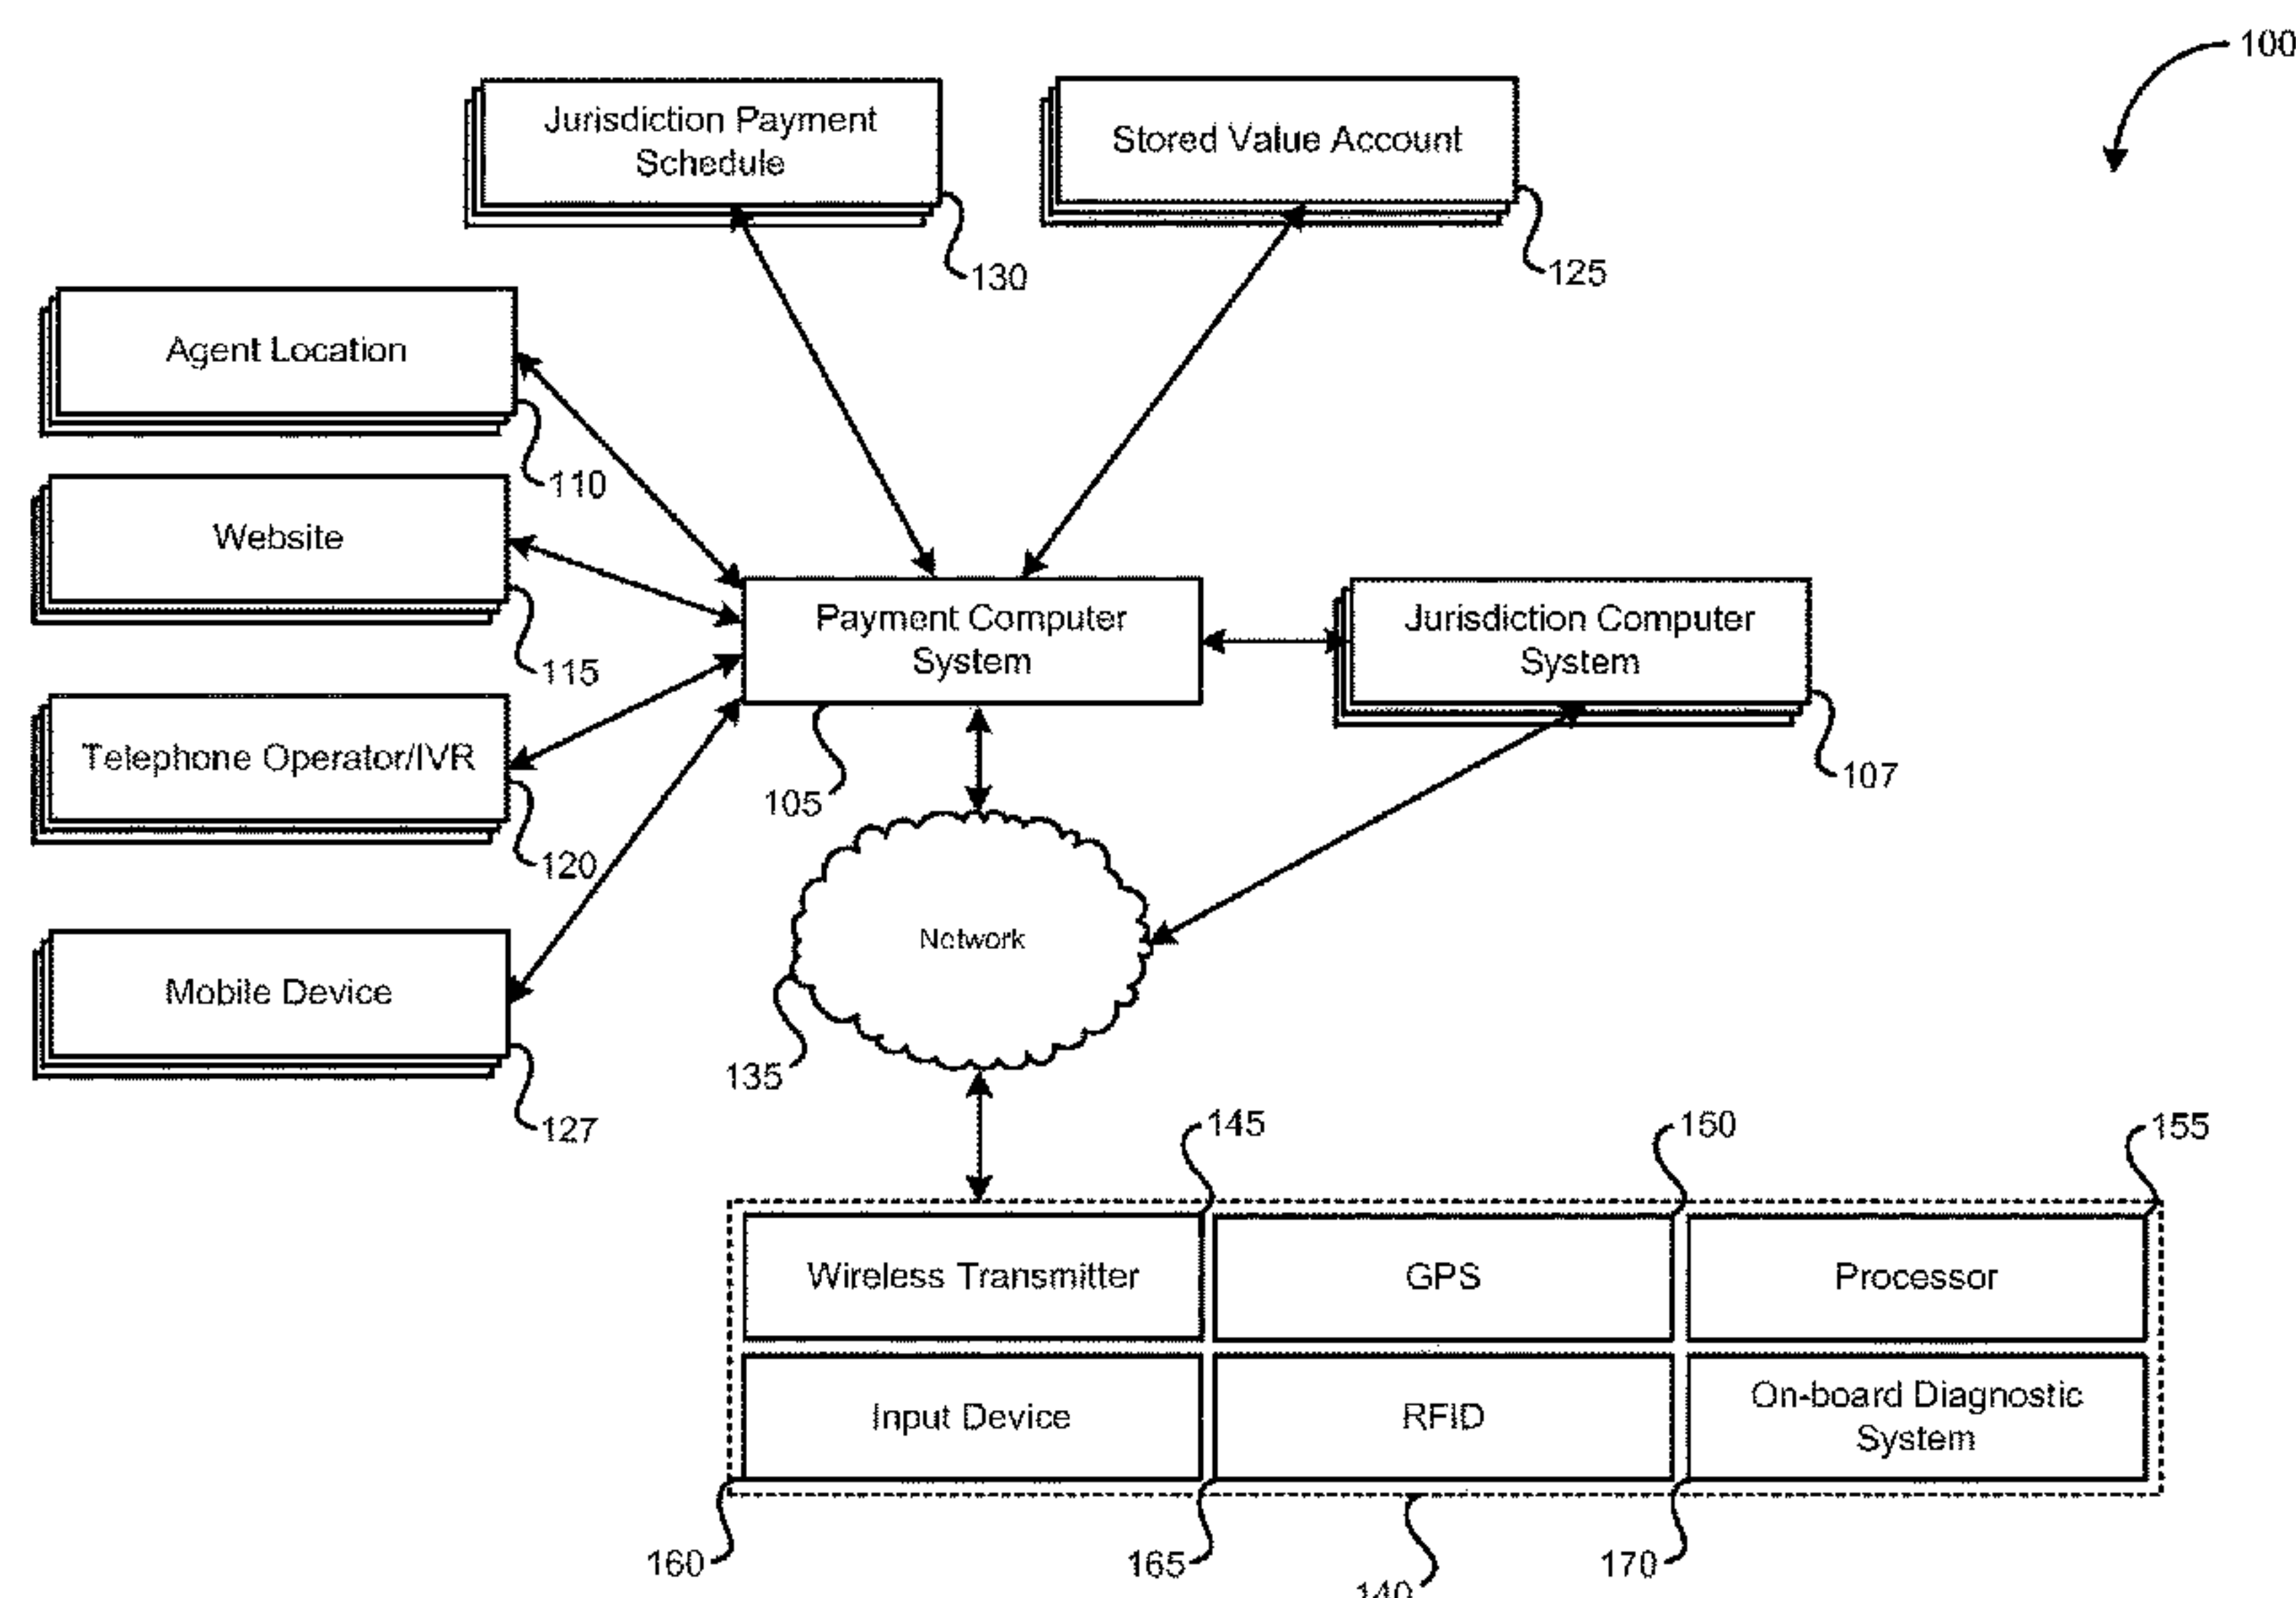 100
Jurisdiction Payment
Schedule
130
Stored Value Account
125
Agent Location
110
Website
115
Telephone Operator/IVR
120
Mobile Device
127
Payment Computer
System
105
Jurisdiction Computer
System
107
Network
135
145
150
155
Wireless Transmitter
GPS
Processor
Input Device
RFID
On-board Diagnostic
System
160
165
140
170